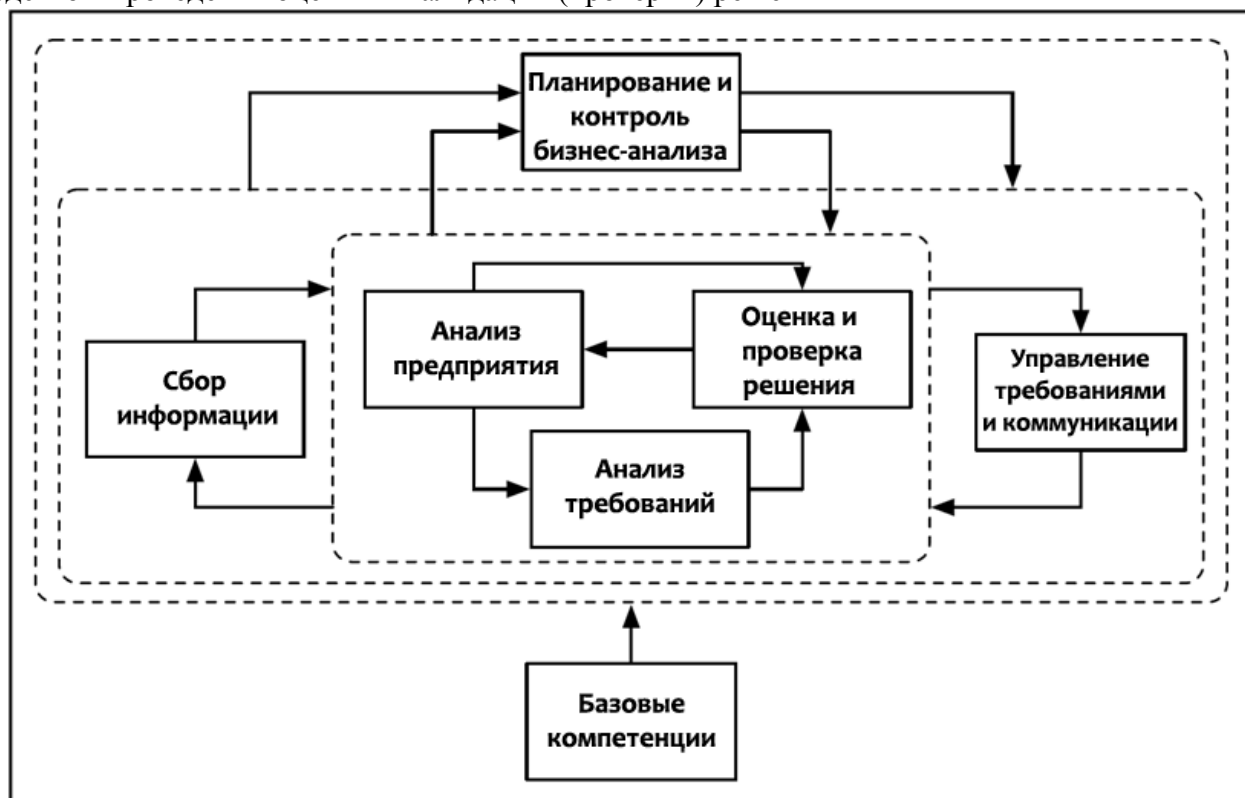 Планирование и
контроль
бизнес-анализа
Анализ
предприятия
Оценка и
проверка
решения
Сбор
информации
Управление
требованиями
и коммуникации
Анализ
требований
Базовые
компетенции